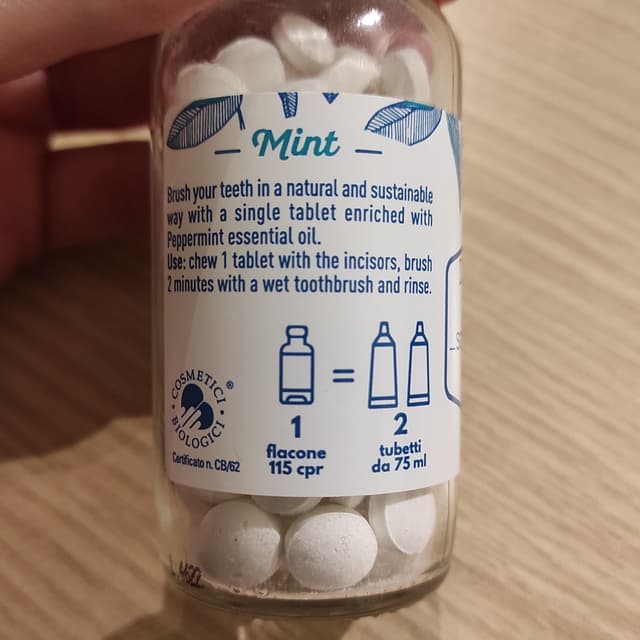 Mint
Brush your teeth in a natural and sustainable
way with a single tablet enriched with
Peppermint essential oil.
Use: chew 1 tablet with the incisors, brush
2 minutes with a wet toothbrush and rinse.
=
COSMETICI
BIOLOGICI
®
Certificato n. CB/62
1
flacone
115 cpr
2
tubetti
da 75 ml